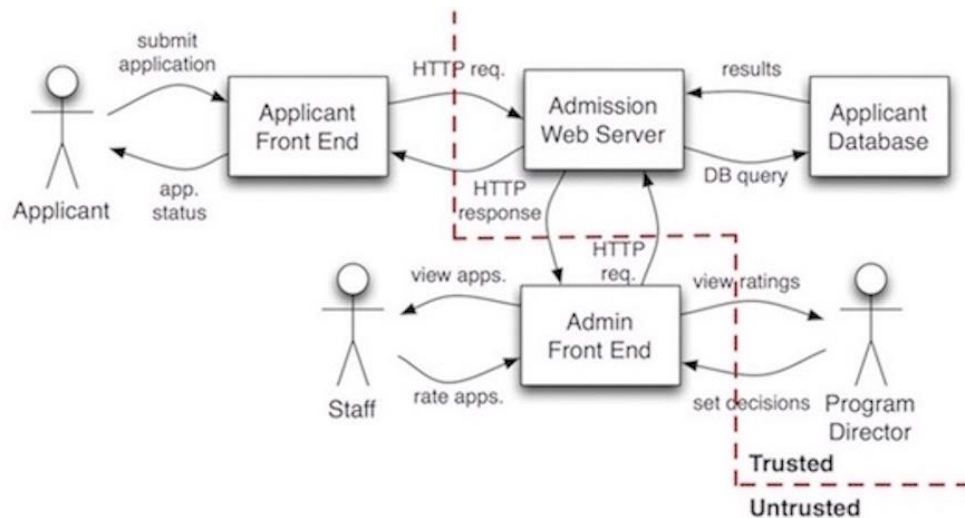 submit
application
HTTP req.
results
Applicant
Front End
Admission
Web Server
Applicant
Database
app.
status
HTTP
response
DB query
Applicant
HTTP
req.
view apps.
view ratings
Admin
Front End
rate apps.
set decisions
Staff
Program
Director
Trusted
Untrusted